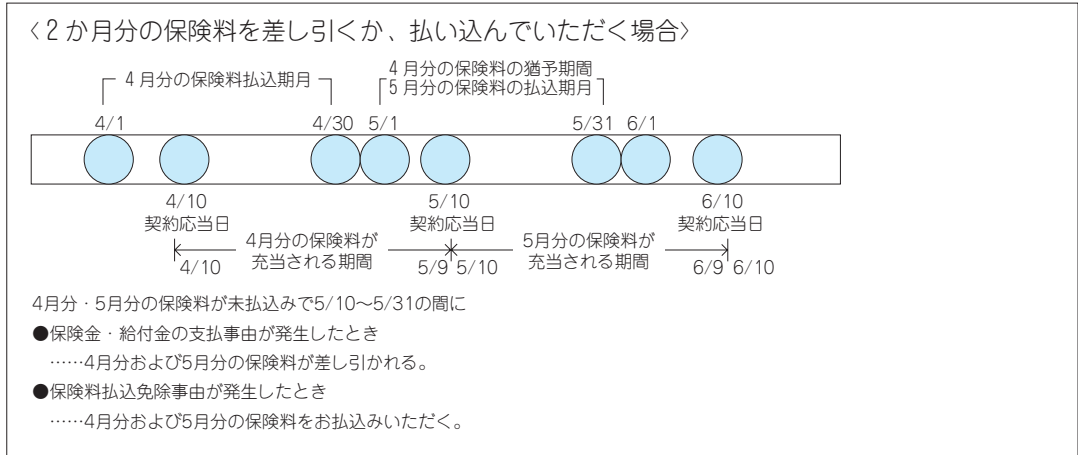 〈2か月分の保険料を差し引くか、払い込んでいただく場合〉
4月分の保険料払込期月
4月分の保険料の猶予期間
5月分の保険料の払込期月
4/1
4/30
5/1
5/31
6/1
4/10
契約応当日
5/10
契約応当日
6/10
契約応当日
4月分の保険料が
充当される期間
5月分の保険料が
充当される期間
4/10
5/9
5/10
6/9
6/10
4月分・5月分の保険料が未払込みで5/10〜5/31の間に
●保険金・給付金の支払事由が発生したとき
……4月分および5月分の保険料が差し引かれる。
●保険料払込免除事由が発生したとき
……4月分および5月分の保険料をお払込みいただく。